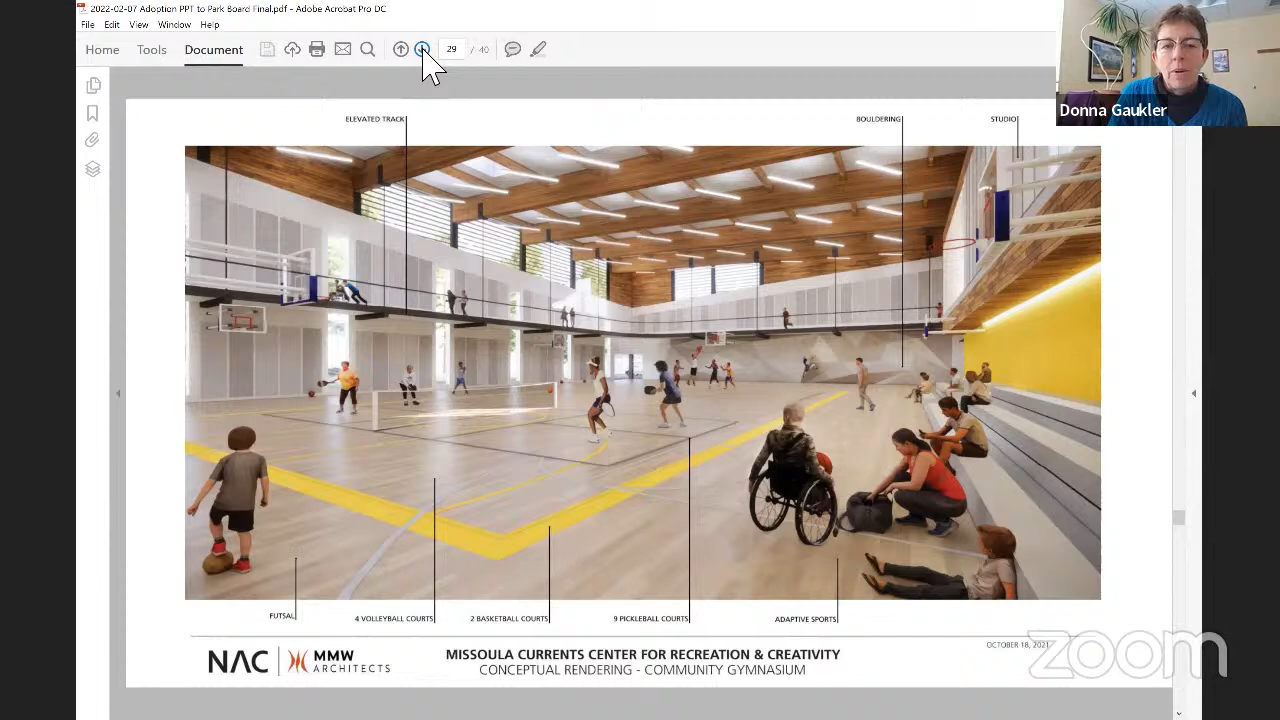 2022-02-07 Adoption PPT to Park Board Final.pdf - Adobe Acrobat Pro DC
File Edit View Window Help
Home Tools Document 29 / 40
Donna Gaukler
ELEVATED TRACK BOULDERING STUDIO
FUTSAL 4 VOLLEYBALL COURTS 2 BASKETBALL COURTS 9 PICKLEBALL COURTS ADAPTIVE SPORTS
OCTOBER 18, 2021
NAC MMW ARCHITECTS
MISSOULA CURRENTS CENTER FOR RECREATION & CREATIVITY
CONCEPTUAL RENDERING - COMMUNITY GYMNASIUM
zoom